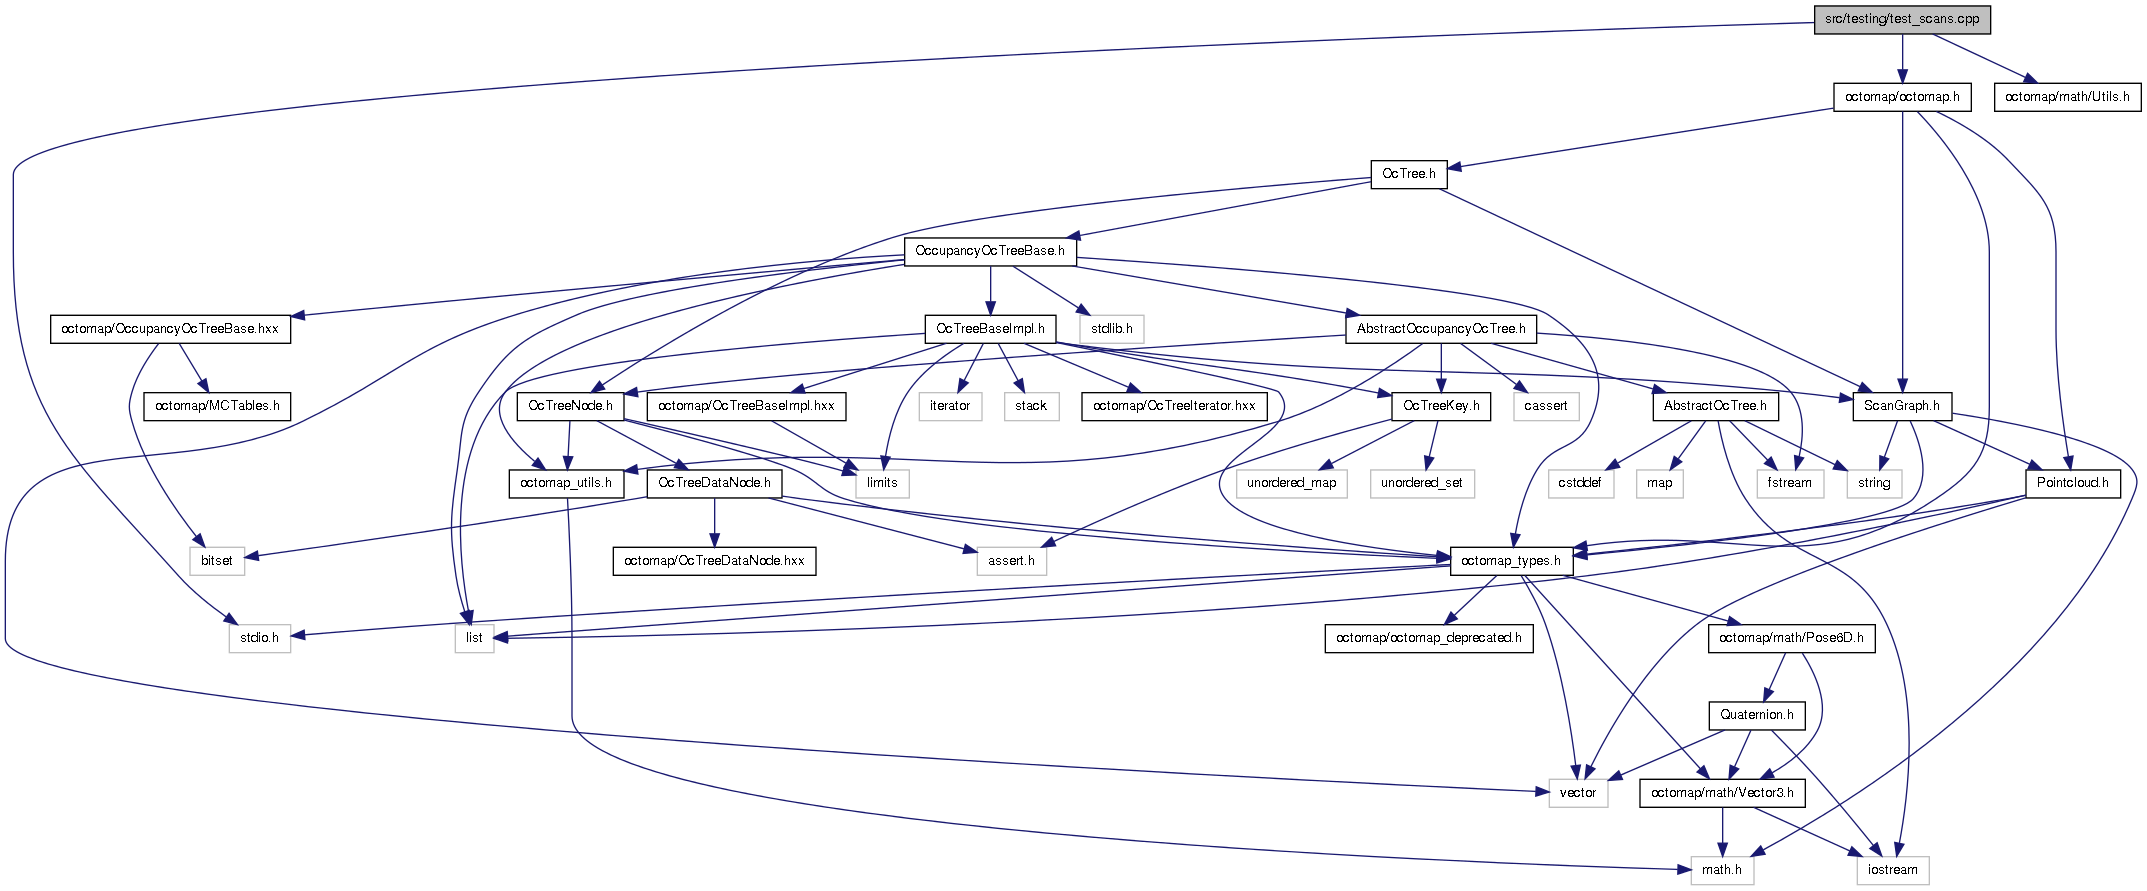 src/testing/test_scans.cpp
octomap/octomap.h
octomap/math/Utils.h
OcTree.h
OccupancyOcTreeBase.h
octomap/OccupancyOcTreeBase.hxx
OcTreeBaseImpl.h
stdlib.h
AbstractOccupancyOcTree.h
octomap/MCTables.h
OcTreeNode.h
octomap/OcTreeBaseImpl.hxx
iterator
stack
octomap/OcTreeIterator.hxx
OcTreeKey.h
cassert
AbstractOcTree.h
ScanGraph.h
octomap_utils.h
OcTreeDataNode.h
limits
unordered_map
unordered_set
cstddef
map
fstream
string
Pointcloud.h
bitset
octomap/OcTreeDataNode.hxx
assert.h
octomap_types.h
stdio.h
list
octomap/octomap_deprecated.h
octomap/math/Pose6D.h
Quaternion.h
vector
octomap/math/Vector3.h
math.h
iostream